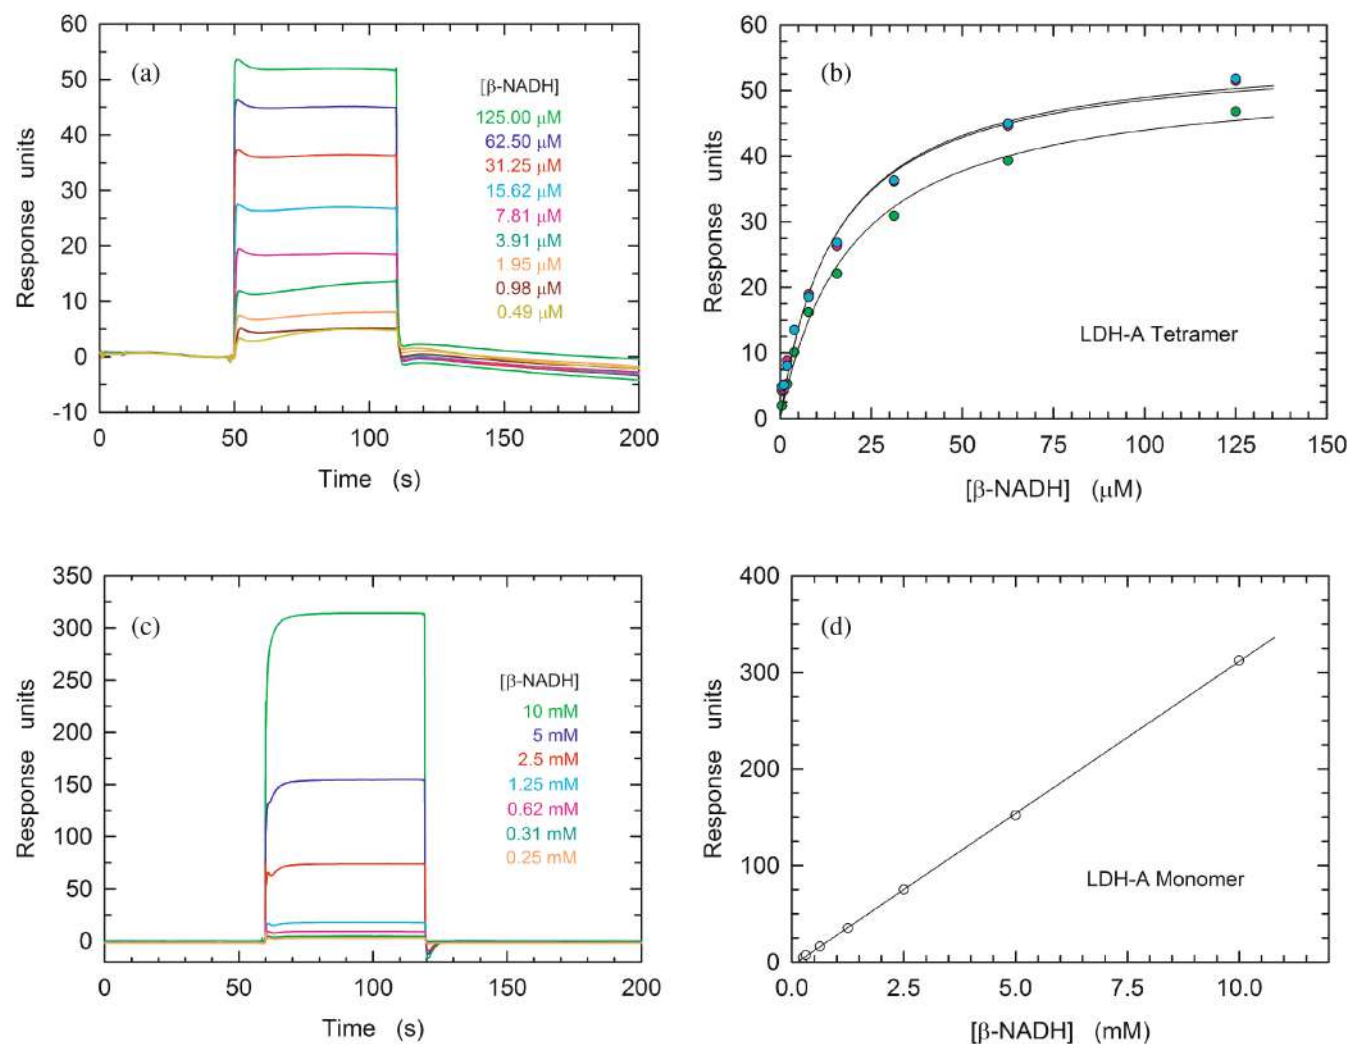 (a)
Response units
60
50
40
30
20
10
0
-10
0
50
100
150
200
Time (s)
[β-NADH]
125.00 μM
62.50 μM
31.25 μM
15.62 μM
7.81 μM
3.91 μM
1.95 μM
0.98 μM
0.49 μM
(b)
Response units
60
50
40
30
20
10
0
0
25
50
75
100
125
150
[β-NADH] (μM)
LDH-A Tetramer
(c)
Response units
350
300
250
200
150
100
50
0
0
50
100
150
200
Time (s)
[β-NADH]
10 mM
5 mM
2.5 mM
1.25 mM
0.62 mM
0.31 mM
0.25 mM
(d)
Response units
400
300
200
100
0
0.0
2.5
5.0
7.5
10.0
[β-NADH] (mM)
LDH-A Monomer